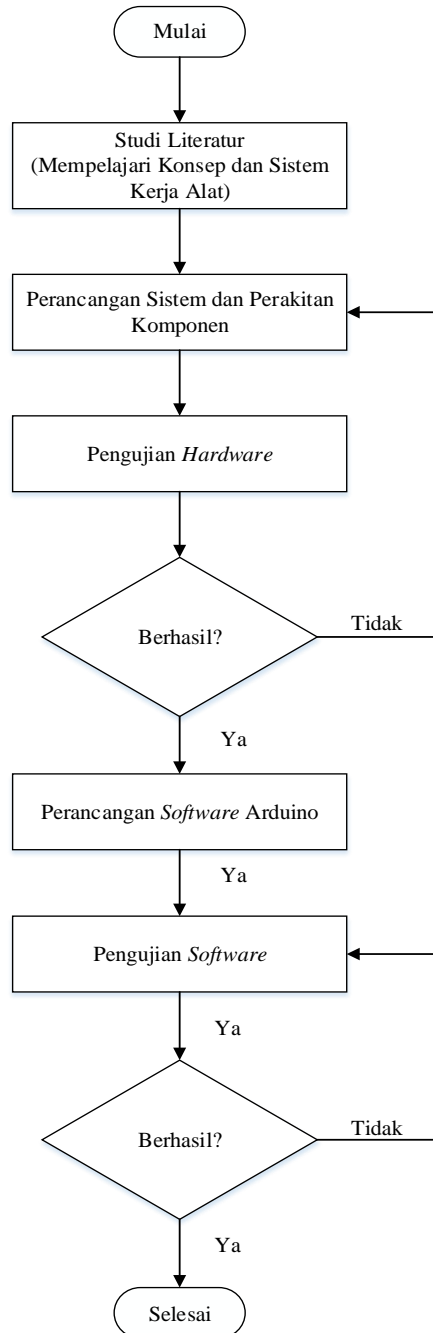 Mulai
Studi Literatur
(Mempelajari Konsep dan Sistem
Kerja Alat)
Perancangan Sistem dan Perakitan
Komponen
Pengujian Hardware
Berhasil?
Tidak
Ya
Perancangan Software Arduino
Ya
Pengujian Software
Ya
Berhasil?
Tidak
Ya
Selesai